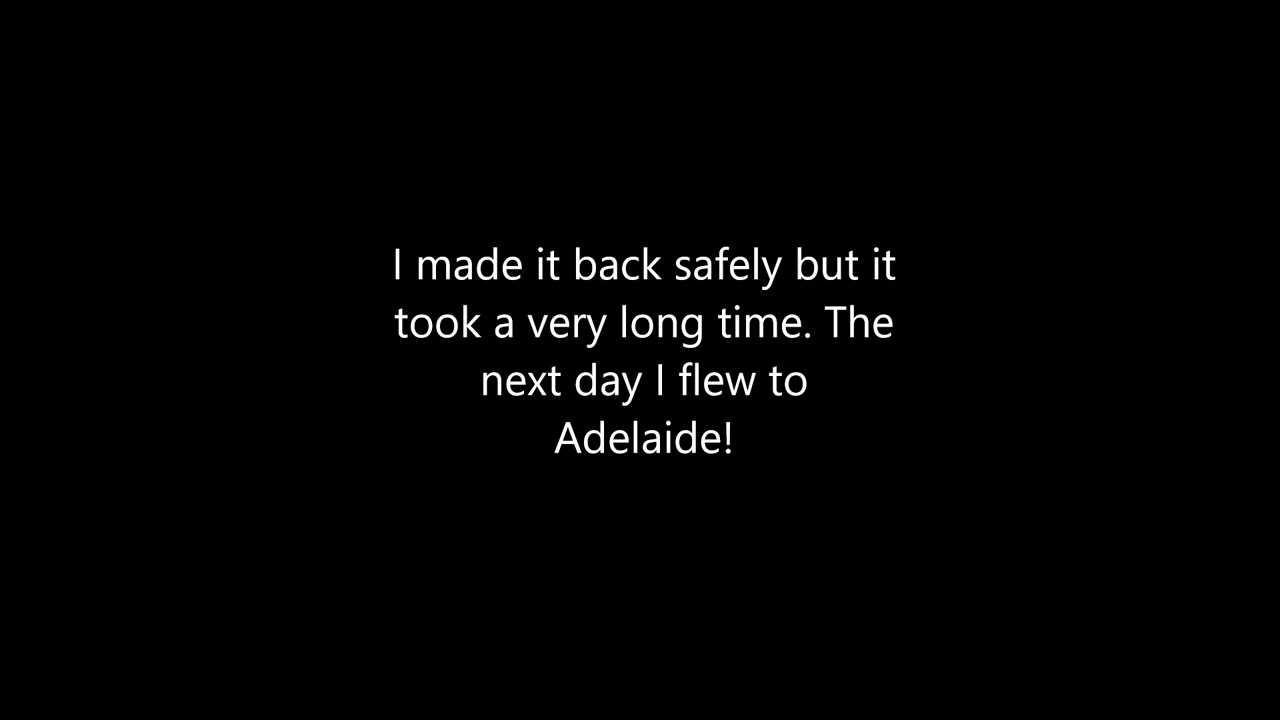 I made it back safely but it
took a very long time. The
next day I flew to
Adelaide!